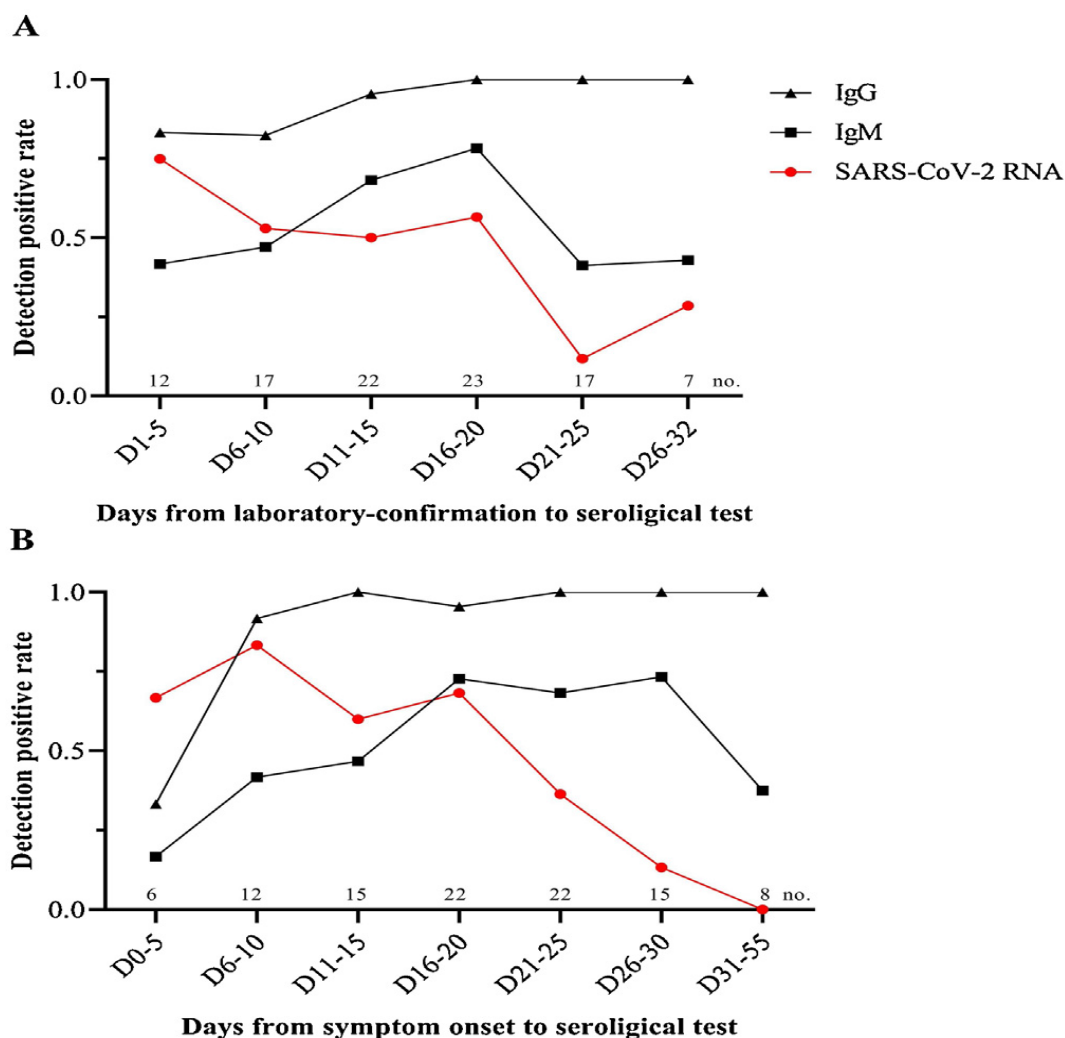 A
1.0
0.5
0.0
Detection positive rate
IgG
IgM
SARS-CoV-2 RNA
12 17 22 23 17 7 no.
D1-5 D6-10 D11-15 D16-20 D21-25 D26-32
Days from laboratory-confirmation to seroligical test
B
1.0
0.5
0.0
Detection positive rate
6 12 15 22 22 15 8 no.
D0-5 D6-10 D11-15 D16-20 D21-25 D26-30 D31-55
Days from symptom onset to seroligical test